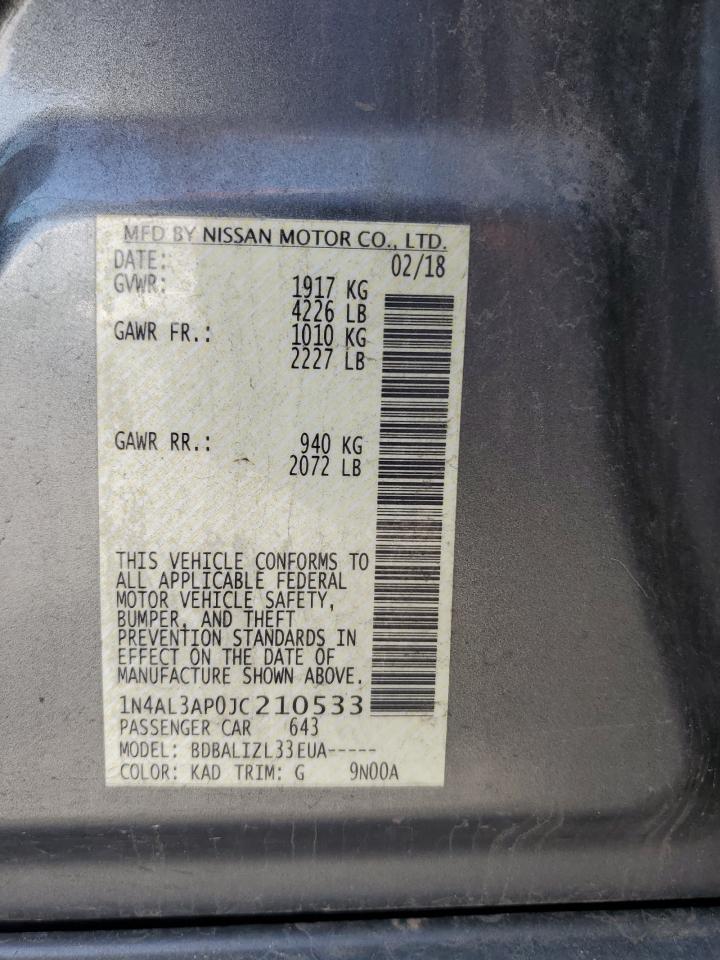 MFD BY NISSAN MOTOR CO., LTD.
DATE: 02/18
GVWR: 1917 KG
4226 LB
GAWR FR.: 1010 KG
2227 LB
GAWR RR.: 940 KG
2072 LB
THIS VEHICLE CONFORMS TO
ALL APPLICABLE FEDERAL
MOTOR VEHICLE SAFETY,
BUMPER, AND THEFT
PREVENTION STANDARDS IN
EFFECT ON THE DATE OF
MANUFACTURE SHOWN ABOVE.
1N4AL3AP0JC210533
PASSENGER CAR 643
MODEL: BDBALIZL33EUA-----
COLOR: KAD TRIM: G 9N00A